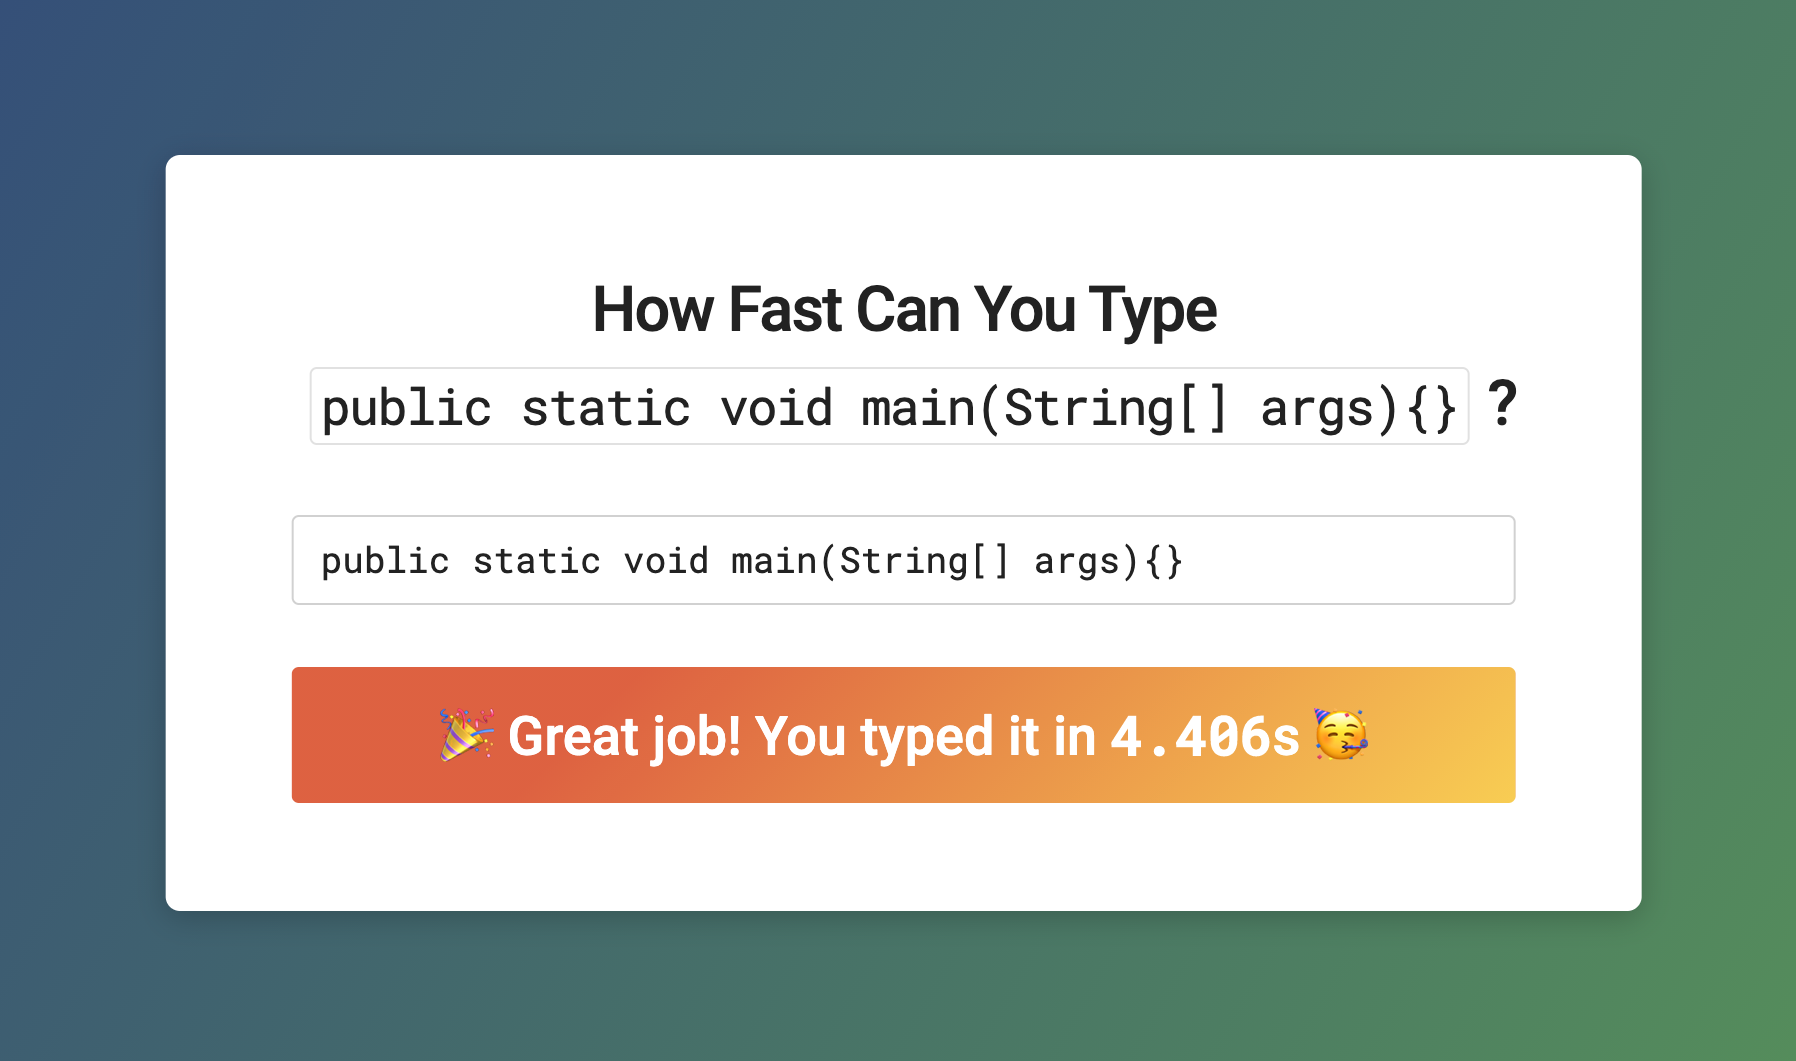 How Fast Can You Type
public static void main(String[] args){} ?
public static void main(String[] args){}
🎉 Great job! You typed it in 4.406s 🥳